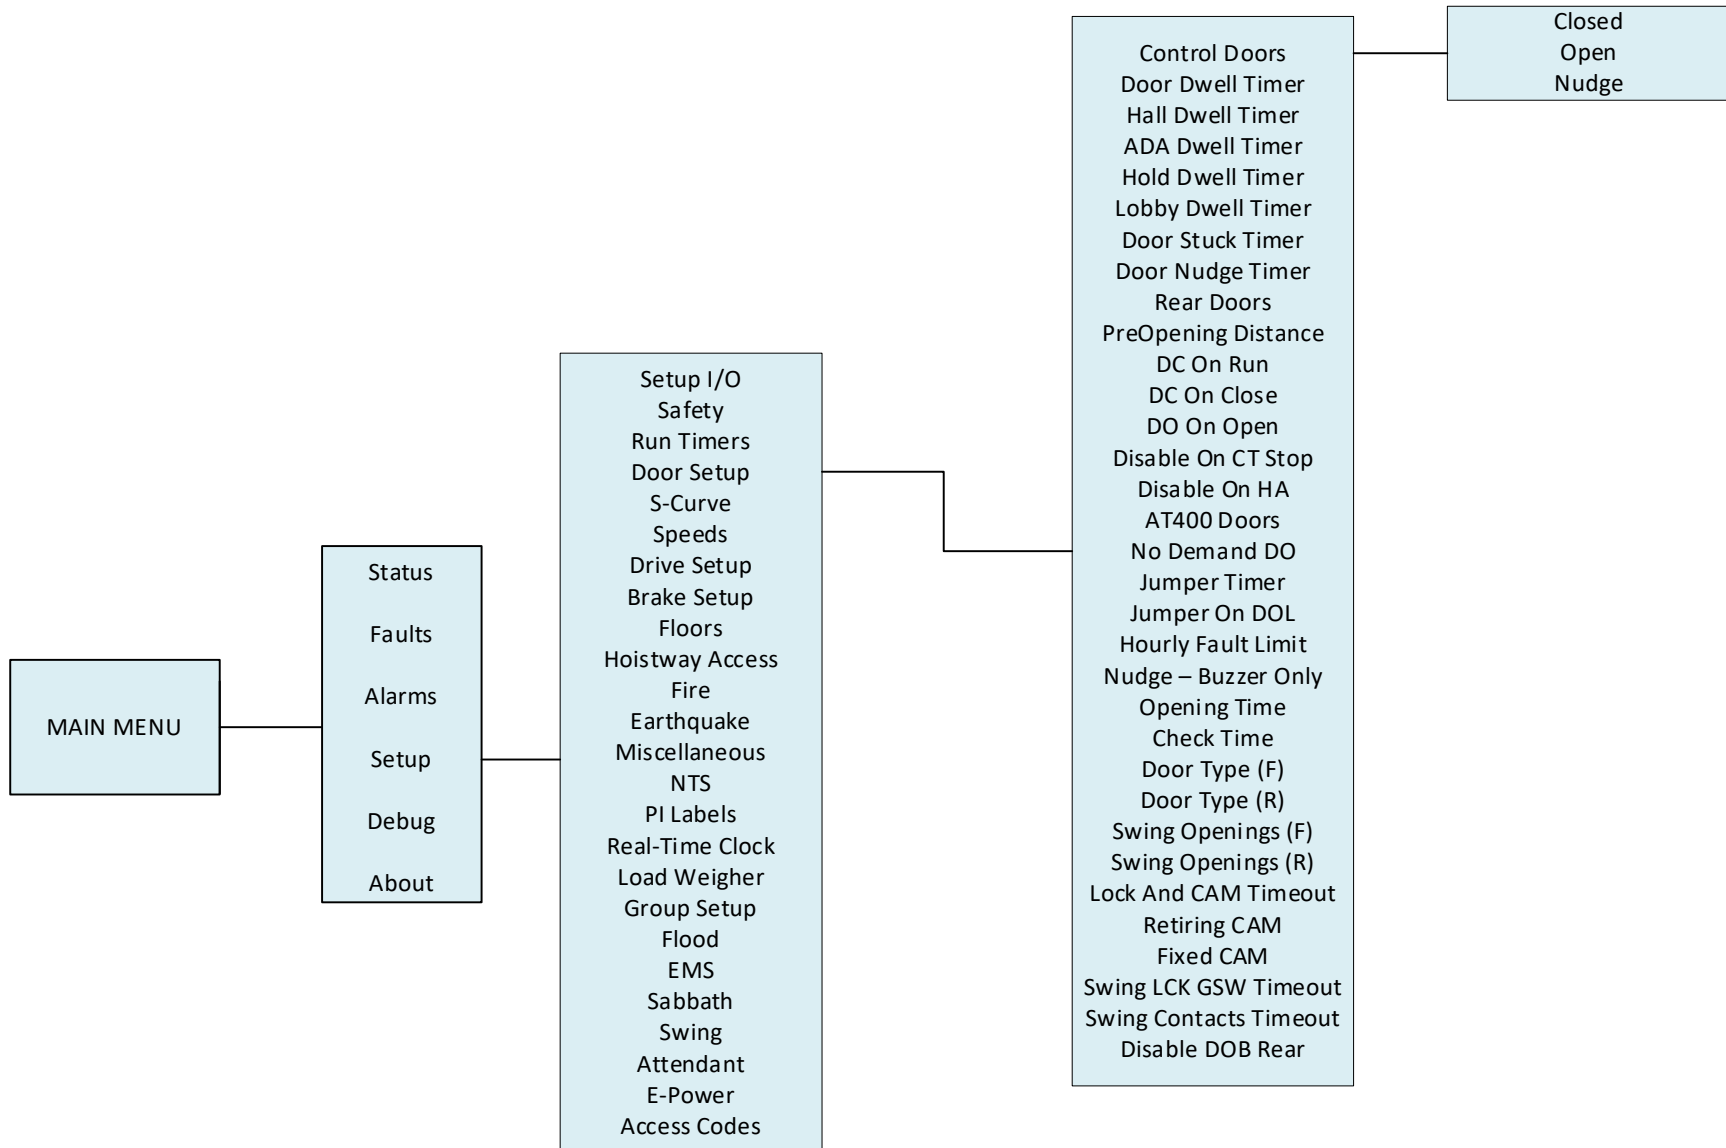 MAIN MENU
Status
Faults
Alarms
Setup
Debug
About
Setup I/O
Safety
Run Timers
Door Setup
S-Curve
Speeds
Drive Setup
Brake Setup
Floors
Hoistway Access
Fire
Earthquake
Miscellaneous
NTS
PI Labels
Real-Time Clock
Load Weigher
Group Setup
Flood
EMS
Sabbath
Swing
Attendant
E-Power
Access Codes
Control Doors
Door Dwell Timer
Hall Dwell Timer
ADA Dwell Timer
Hold Dwell Timer
Lobby Dwell Timer
Door Stuck Timer
Door Nudge Timer
Rear Doors
PreOpening Distance
DC On Run
DC On Close
DO On Open
Disable On CT Stop
Disable On HA
AT400 Doors
No Demand DO
Jumper Timer
Jumper On DOL
Hourly Fault Limit
Nudge – Buzzer Only
Opening Time
Check Time
Door Type (F)
Door Type (R)
Swing Openings (F)
Swing Openings (R)
Lock And CAM Timeout
Retiring CAM
Fixed CAM
Swing LCK GSW Timeout
Swing Contacts Timeout
Disable DOB Rear
Closed
Open
Nudge